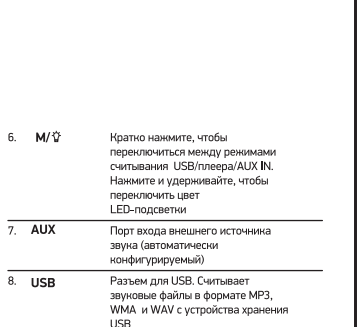 6. M/ Кратко нажмите, чтобы
переключиться между режимами
считывания USB/плеера/AUX IN.
Нажмите и удерживайте, чтобы
переключить цвет
LED-подсветки
7. AUX Порт входа внешнего источника
звука (автоматически
конфигурируемый)
8. USB Разъем для USB. Считывает
звуковые файлы в формате MP3,
WMA и WAV с устройства хранения
USB